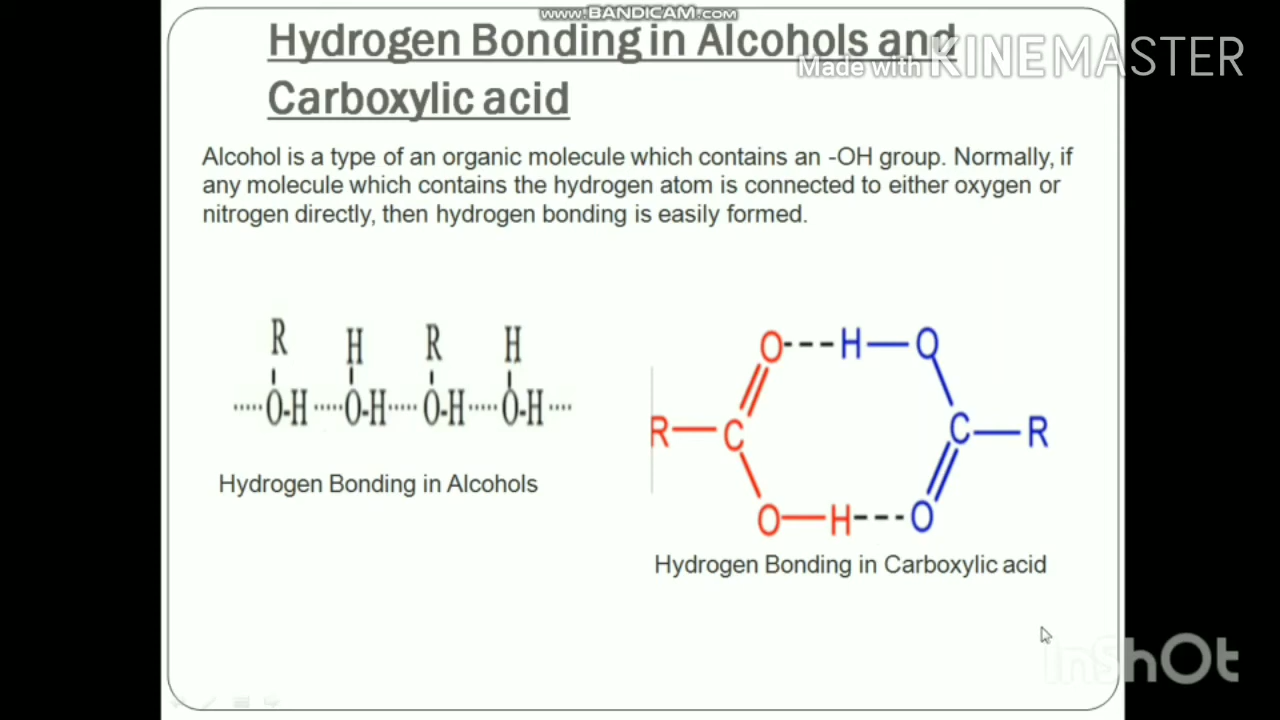 www.BANDICAM.com
Hydrogen Bonding in Alcohols and
Made with KINEMASTER
Carboxylic acid
Alcohol is a type of an organic molecule which contains an -OH group. Normally, if
any molecule which contains the hydrogen atom is connected to either oxygen or
nitrogen directly, then hydrogen bonding is easily formed.
R H R H
·····O-H·····O-H·····O-H·····O-H····
O---H—O
R—C C—R
O—H---O
Hydrogen Bonding in Alcohols
Hydrogen Bonding in Carboxylic acid
InShOt